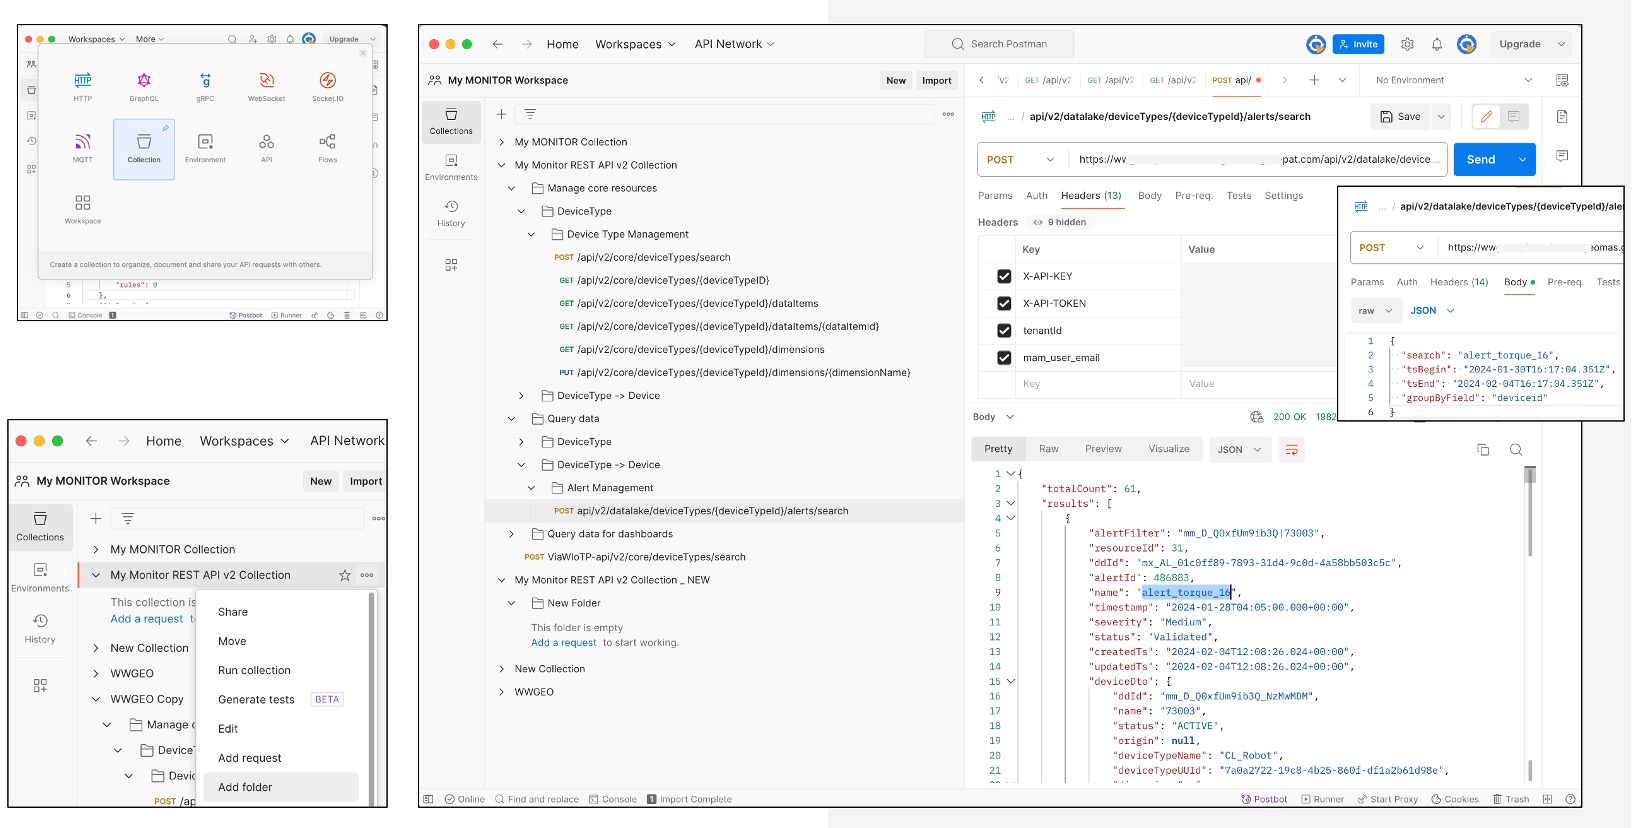 Workspaces More Upgrade
HTTP GraphQL gRPC WebSocket Socket.IO
MQTT Collection Environment API Flows
Workspace
Create a collection to organize, document and share your API requests with others.
5 "rules": 0
6 },
Console 1 Postbot Runner
Home Workspaces API Network
My MONITOR Workspace New Import
Collections
Environments
History
My MONITOR Collection
My Monitor REST API v2 Collection
This collection is
Add a request t
New Collection
WWGEO
WWGEO Copy
Manage c
DeviceT
Devic
POST /ap
Share
Move
Run collection
Generate tests BETA
Edit
Add request
Add folder
Home Workspaces API Network Search Postman Invite Upgrade
My MONITOR Workspace New Import
Collections
Environments
History
My MONITOR Collection
My Monitor REST API v2 Collection
Manage core resources
DeviceType
Device Type Management
POST /api/v2/core/deviceTypes/search
GET /api/v2/core/deviceTypes/{deviceTypeID}
GET /api/v2/core/deviceTypes/{deviceTypeId}/dataItems
GET /api/v2/core/deviceTypes/{deviceTypeId}/dataItems/{dataItemId}
GET /api/v2/core/deviceTypes/{deviceTypeId}/dimensions
PUT /api/v2/core/deviceTypes/{deviceTypeId}/dimensions/{dimensionName}
DeviceType -> Device
Query data
DeviceType
DeviceType -> Device
Alert Management
POST api/v2/datalake/deviceTypes/{deviceTypeId}/alerts/search
Query data for dashboards
POST ViaWIoTP-api/v2/core/deviceTypes/search
My Monitor REST API v2 Collection _ NEW
New Folder
This folder is empty
Add a request to start working.
New Collection
WWGEO
'v2 GET /api/v2 GET /api/v2 GET /api/v2 POST api/ No Environment
HTTP ... / api/v2/datalake/deviceTypes/{deviceTypeId}/alerts/search Save
POST https://wv -pat.com/api/v2/datalake/device ... Send
Params Auth Headers (13) Body Pre-req. Tests Settings
Headers 9 hidden
Key Value
X-API-KEY
X-API-TOKEN
tenantId
mam_user_email
Key Value
Body 200 OK 1982
Pretty Raw Preview Visualize JSON
1 {
2 "totalCount": 61,
3 "results": [
4 {
5 "alertFilter": "mm_D_Q0xfUm9ib3Q|73003",
6 "resourceId": 31,
7 "ddId": "mx_AL_01c0ff89-7893-31d4-9c0d-4a58bb503c5c",
8 "alertId": 486883,
9 "name": "alert_torque_16",
10 "timestamp": "2024-01-28T04:05:00.000+00:00",
11 "severity": "Medium",
12 "status": "Validated",
13 "createdTs": "2024-02-04T12:08:26.024+00:00",
14 "updatedTs": "2024-02-04T12:08:26.024+00:00",
15 "deviceDto": {
16 "ddId": "mm_D_Q0xfUm9ib3Q_NzMwMDM",
17 "name": "73003",
18 "status": "ACTIVE",
19 "origin": null,
20 "deviceTypeName": "CL_Robot",
21 "deviceTypeUUId": "7a0a2722-19c8-4b25-860f-df1a2b61d98e",
Online Find and replace Console 1 Import Complete Postbot Runner Start Proxy Cookies Trash
HTTP ... / api/v2/datalake/deviceTypes/{deviceTypeId}/ale
POST https://ww eomas.g
Params Auth Headers (14) Body Pre-req. Tests
raw JSON
1 {
2 "search": "alert_torque_16",
3 "tsBegin": "2024-01-30T16:17:04.351Z",
4 "tsEnd": "2024-02-04T16:17:04.351Z",
5 "groupByField": "deviceid"
6 }